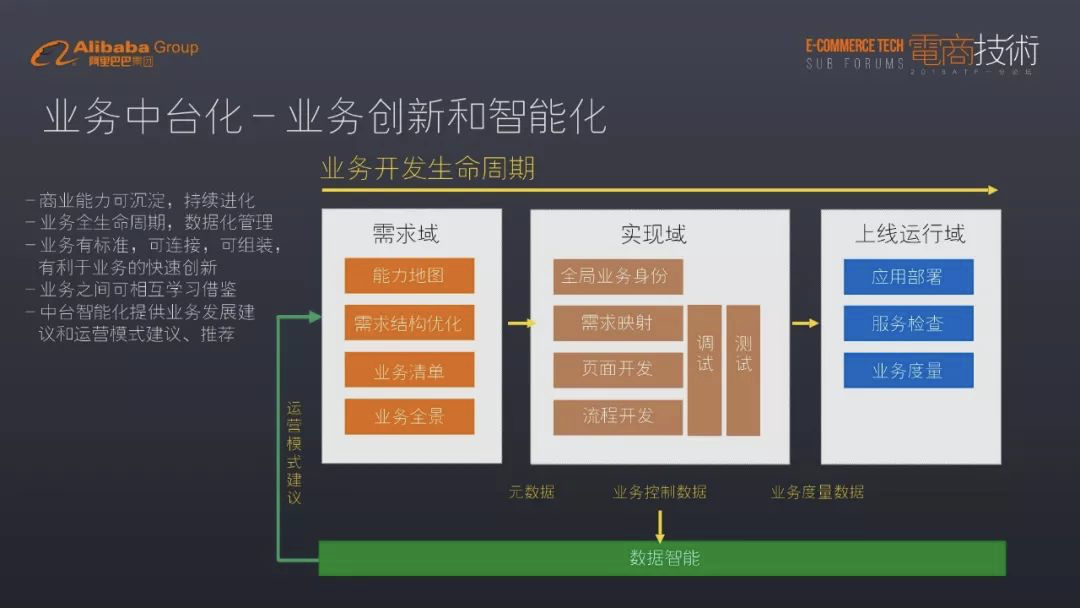 Alibaba Group
阿里巴巴集团
E-COMMERCE TECH
SUB FORUMS
電商技術
业务中台化 – 业务创新和智能化
业务开发生命周期
– 商业能力可沉淀，持续进化
– 业务全生命周期，数据化管理
– 业务有标准，可连接，可组装，
有利于业务的快速创新
– 业务之间可相互学习借鉴
– 中台智能化提供业务发展建
议和运营模式建议、推荐
需求域
能力地图
需求结构优化
业务清单
业务全景
实现域
全局业务身份
需求映射
页面开发
流程开发
调试
测试
上线运行域
应用部署
服务检查
业务度量
运营模式建议
元数据
业务控制数据
业务度量数据
数据智能